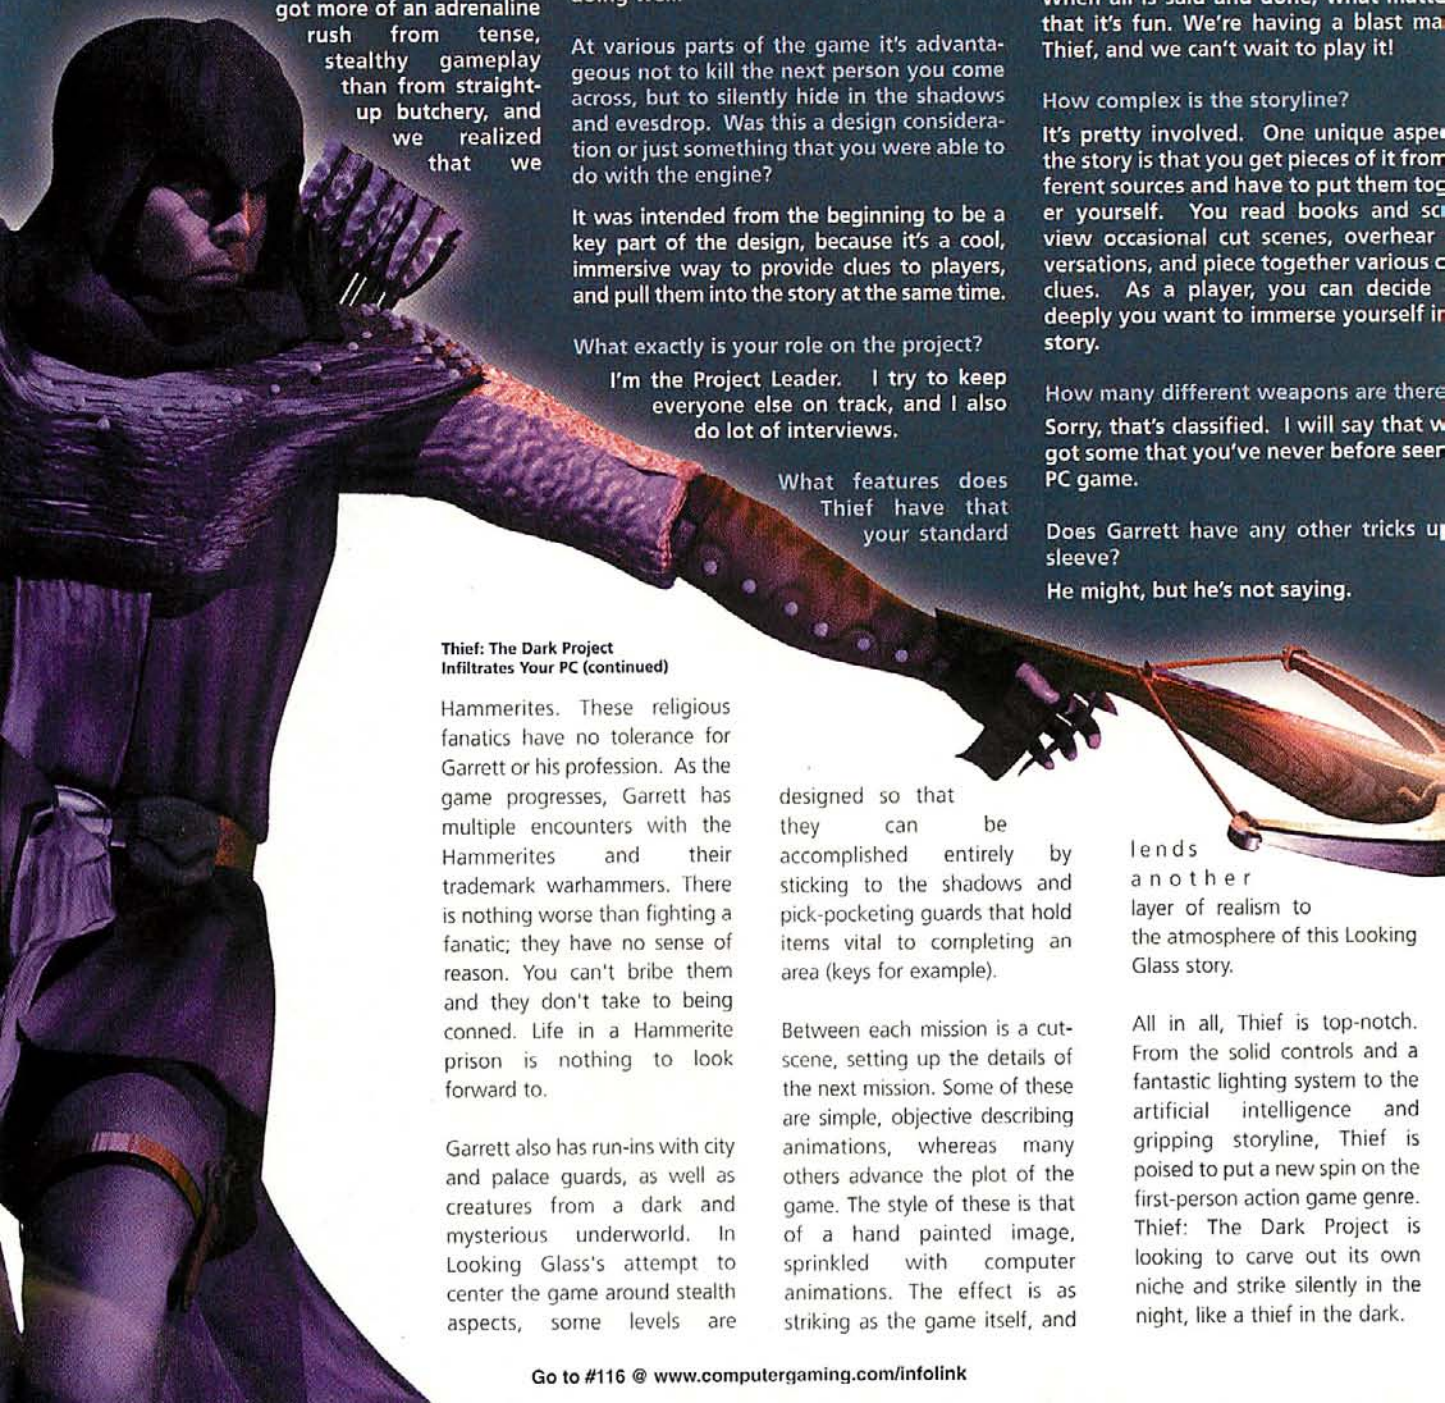 got more of an adrenaline
rush from tense,
stealthy gameplay
than from straight-
up butchery, and
we realized
that we
At various parts of the game it's advanta-
geous not to kill the next person you come
across, but to silently hide in the shadows
and evesdrop. Was this a design considera-
tion or just something that you were able to
do with the engine?
It was intended from the beginning to be a
key part of the design, because it's a cool,
immersive way to provide clues to players,
and pull them into the story at the same time.
What exactly is your role on the project?
I'm the Project Leader. I try to keep
everyone else on track, and I also
do lot of interviews.
What features does
Thief have that
your standard
When all is said and done, what
that it's fun. We're having a blast
Thief, and we can't wait to play it!
How complex is the storyline?
It's pretty involved. One unique
the story is that you get pieces of it from
ferent sources and have to put them
er yourself. You read books and
view occasional cut scenes, overhear
versations, and piece together various
clues. As a player, you can decide
deeply you want to immerse yourself
story.
How many different weapons are there
Sorry, that's classified. I will say that
got some that you've never before
PC game.
Does Garrett have any other tricks
sleeve?
He might, but he's not saying.
Thief: The Dark Project
Infiltrates Your PC (continued)
Hammerites. These religious
fanatics have no tolerance for
Garrett or his profession. As the
game progresses, Garrett has
multiple encounters with the
Hammerites and their
trademark warhammers. There
is nothing worse than fighting a
fanatic; they have no sense of
reason. You can't bribe them
and they don't take to being
conned. Life in a Hammerite
prison is nothing to look
forward to.
Garrett also has run-ins with city
and palace guards, as well as
creatures from a dark and
mysterious underworld. In
Looking Glass's attempt to
center the game around stealth
aspects, some levels are
designed so that
they can be
accomplished entirely by
sticking to the shadows and
pick-pocketing guards that hold
items vital to completing an
area (keys for example).
Between each mission is a cut-
scene, setting up the details of
the next mission. Some of these
are simple, objective describing
animations, whereas many
others advance the plot of the
game. The style of these is that
of a hand painted image,
sprinkled with computer
animations. The effect is as
striking as the game itself, and
lends
another
layer of realism to
the atmosphere of this Looking
Glass story.
All in all, Thief is top-notch.
From the solid controls and a
fantastic lighting system to the
artificial intelligence and
gripping storyline, Thief is
poised to put a new spin on the
first-person action game genre.
Thief: The Dark Project is
looking to carve out its own
niche and strike silently in the
night, like a thief in the dark.
Go to #116 @ www.computergaming.com/infolink